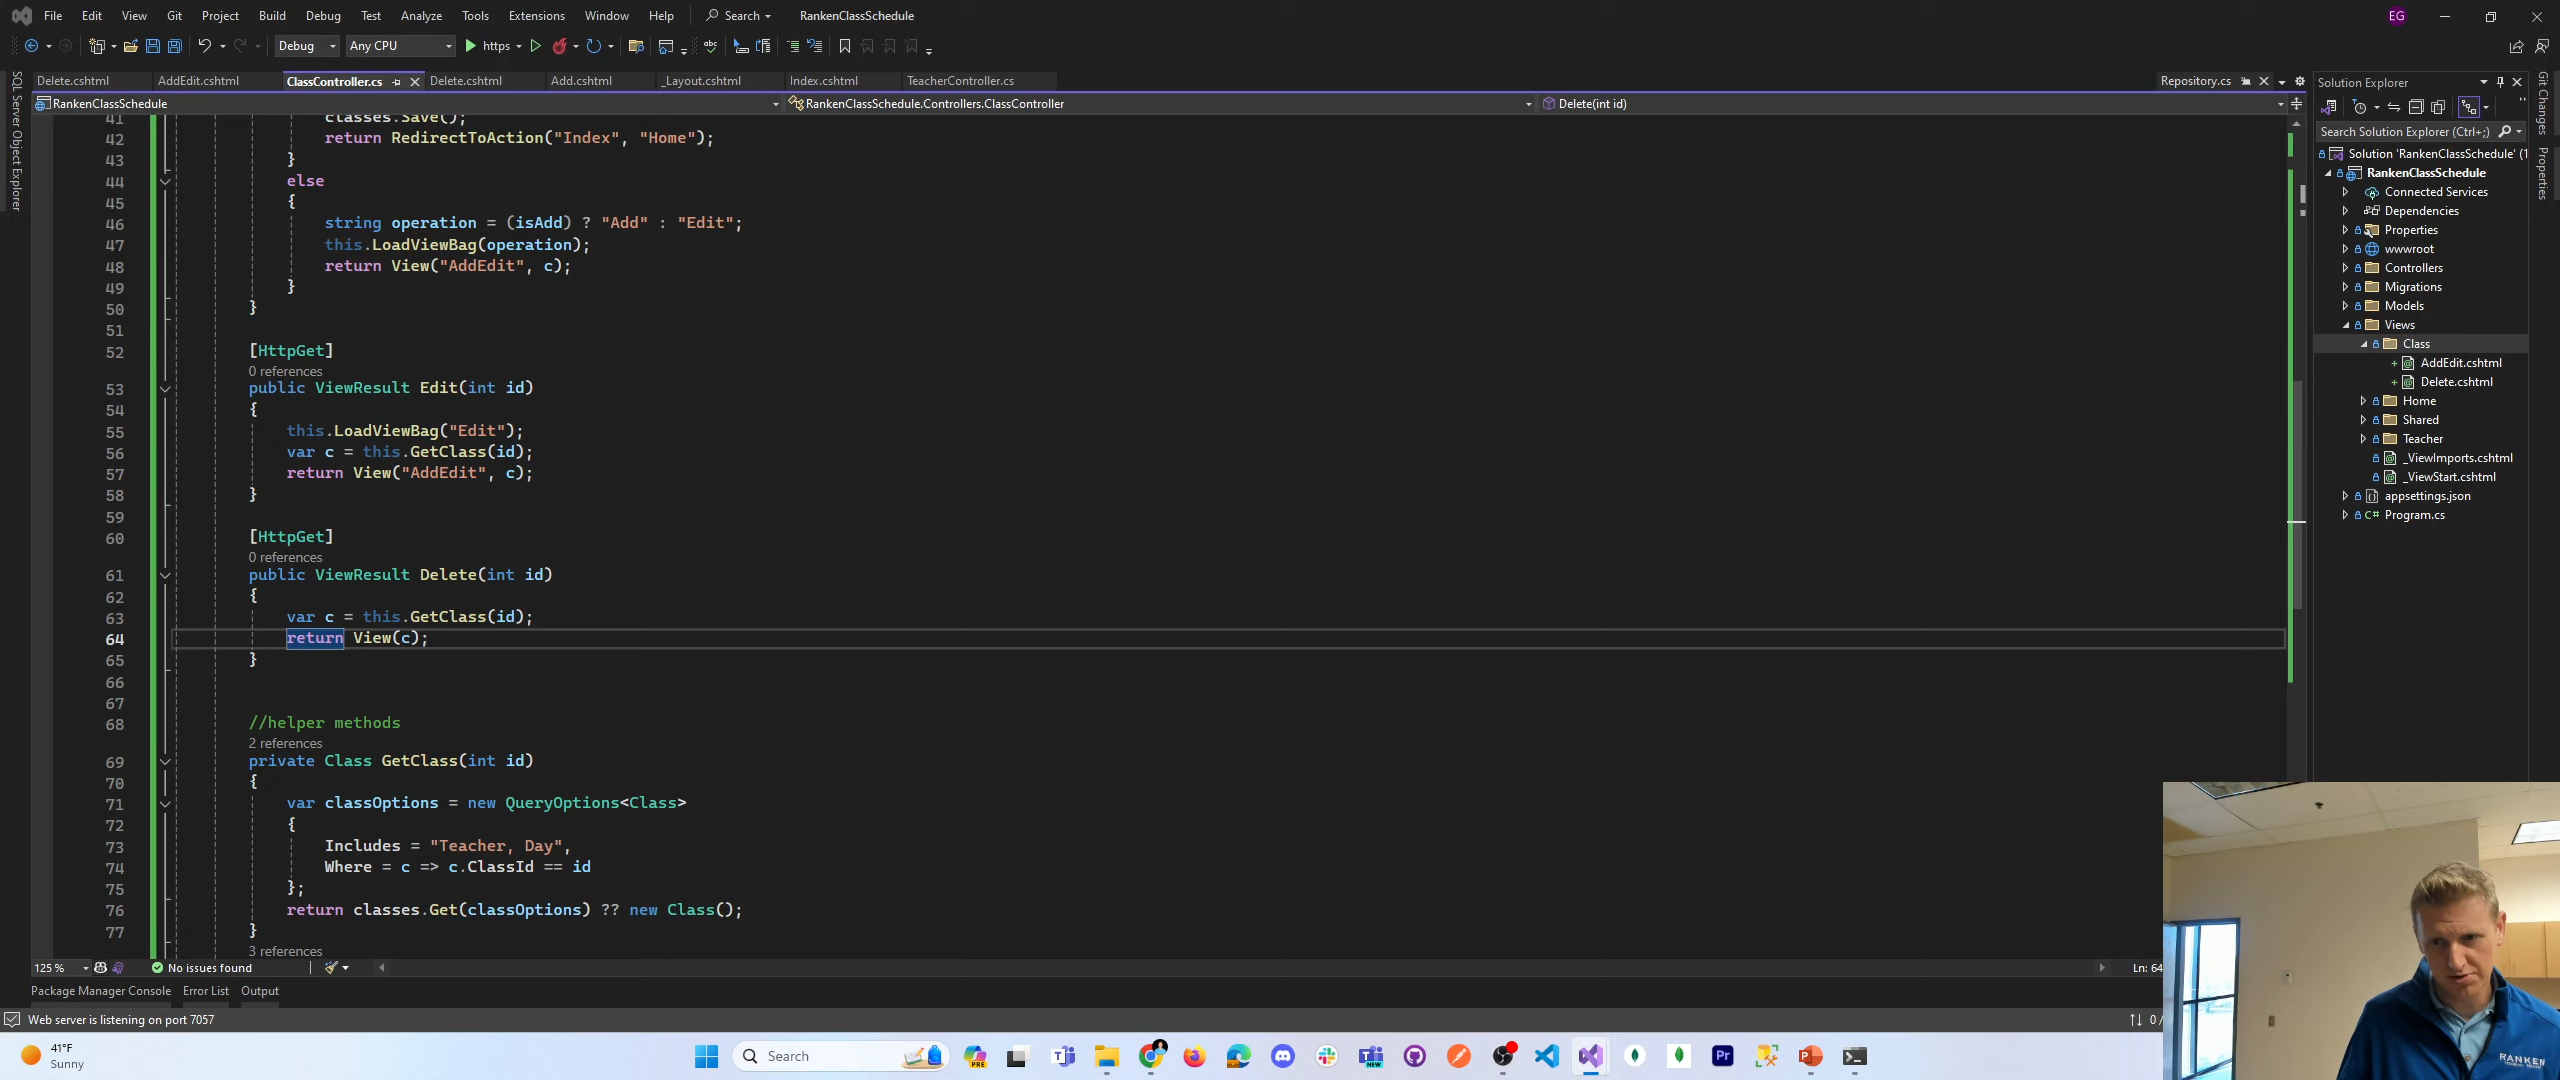 File Edit View Git Project Build Debug Test Analyze Tools Extensions Window Help Search RankenClassSchedule EG
Debug Any CPU https
Delete.cshtml AddEdit.cshtml ClassController.cs Delete.cshtml Add.cshtml _Layout.cshtml Index.cshtml TeacherController.cs Repository.cs
RankenClassSchedule RankenClassSchedule.Controllers.ClassController Delete(int id)
41 classes.Save();
42 return RedirectToAction("Index", "Home");
43 }
44 else
45 {
46 string operation = (isAdd) ? "Add" : "Edit";
47 this.LoadViewBag(operation);
48 return View("AddEdit", c);
49 }
50 }
51
52 [HttpGet]
0 references
53 public ViewResult Edit(int id)
54 {
55 this.LoadViewBag("Edit");
56 var c = this.GetClass(id);
57 return View("AddEdit", c);
58 }
59
60 [HttpGet]
0 references
61 public ViewResult Delete(int id)
62 {
63 var c = this.GetClass(id);
64 return View(c);
65 }
66
67
68 //helper methods
2 references
69 private Class GetClass(int id)
70 {
71 var classOptions = new QueryOptions<Class>
72 {
73 Includes = "Teacher, Day",
74 Where = c => c.ClassId == id
75 };
76 return classes.Get(classOptions) ?? new Class();
77 }
3 references
125 % No issues found Ln: 64
Package Manager Console Error List Output
Web server is listening on port 7057
SQL Server Object Explorer
Solution Explorer
Search Solution Explorer (Ctrl+;)
Solution 'RankenClassSchedule' (1
RankenClassSchedule
Connected Services
Dependencies
Properties
wwwroot
Controllers
Migrations
Models
Views
Class
AddEdit.cshtml
Delete.cshtml
Home
Shared
Teacher
_ViewImports.cshtml
_ViewStart.cshtml
appsettings.json
Program.cs
Git Changes
Properties
RANKEN
41°F
Sunny
Search